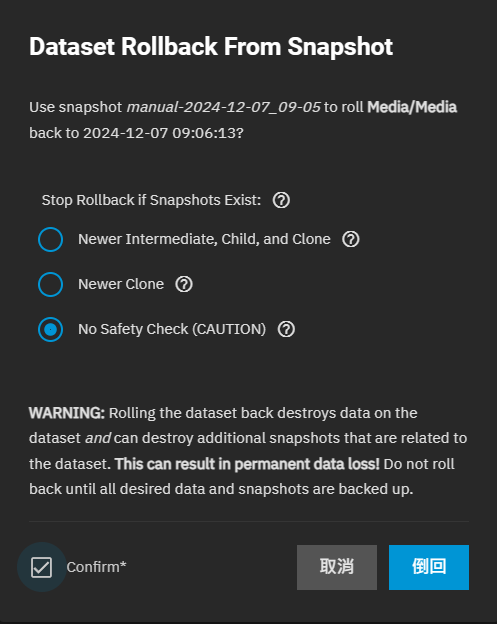 Dataset Rollback From Snapshot
Use snapshot manual-2024-12-07_09-05 to roll Media/Media
back to 2024-12-07 09:06:13?
Stop Rollback if Snapshots Exist: ?
Newer Intermediate, Child, and Clone ?
Newer Clone ?
No Safety Check (CAUTION) ?
WARNING: Rolling the dataset back destroys data on the
dataset and can destroy additional snapshots that are related to
the dataset. This can result in permanent data loss! Do not roll
back until all desired data and snapshots are backed up.
Confirm*
取消
倒回